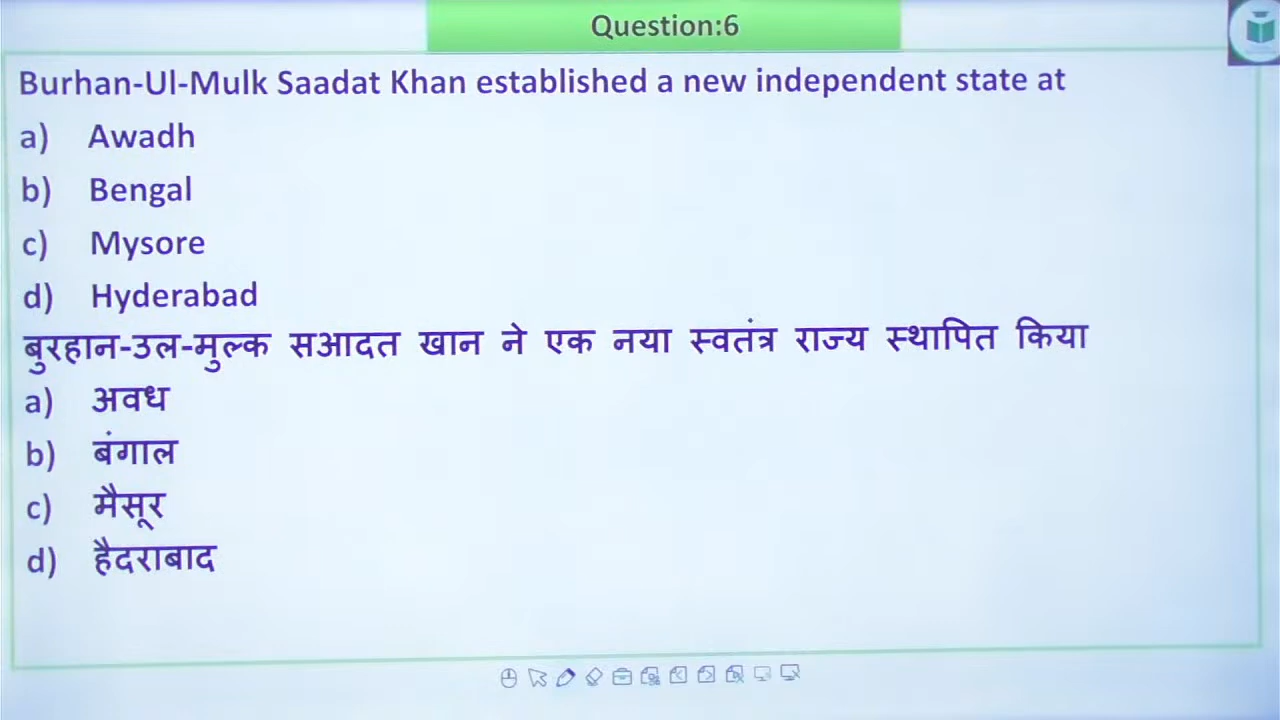 Question:6
Burhan-Ul-Mulk Saadat Khan established a new independent state at
a) Awadh
b) Bengal
c) Mysore
d) Hyderabad
बुरहान-उल-मुल्क सआदत खान ने एक नया स्वतंत्र राज्य स्थापित किया
a) अवध
b) बंगाल
c) मैसूर
d) हैदराबाद